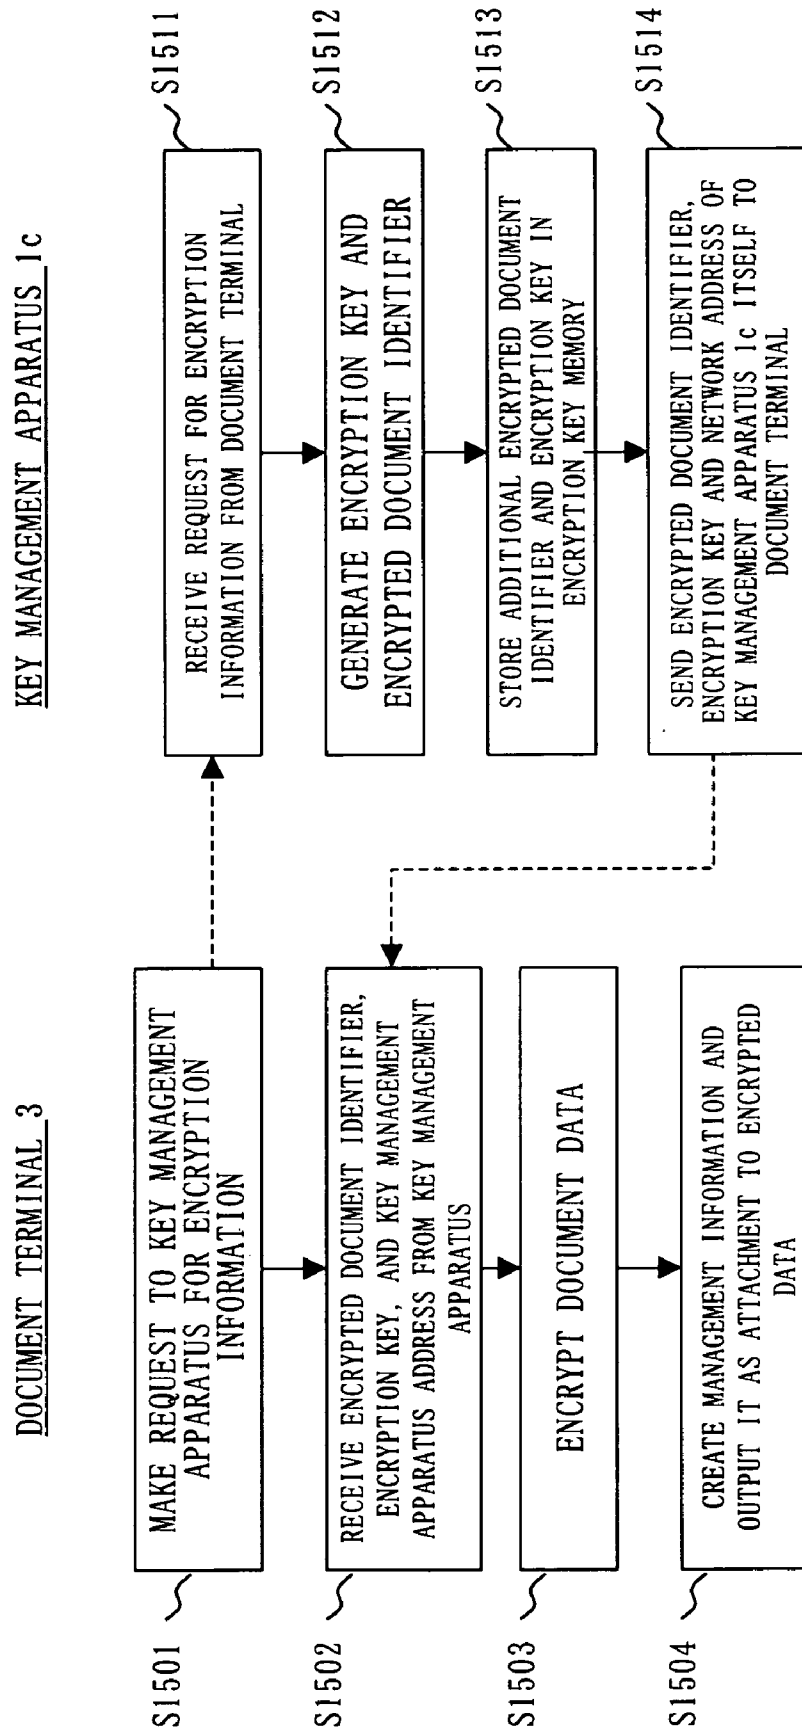 DOCUMENT TERMINAL 3
S1501
MAKE REQUEST TO KEY MANAGEMENT
APPARATUS FOR ENCRYPTION
INFORMATION
S1502
RECEIVE ENCRYPTED DOCUMENT IDENTIFIER,
ENCRYPTION KEY, AND KEY MANAGEMENT
APPARATUS ADDRESS FROM KEY MANAGEMENT
APPARATUS
S1503
ENCRYPT DOCUMENT DATA
S1504
CREATE MANAGEMENT INFORMATION AND
OUTPUT IT AS ATTACHMENT TO ENCRYPTED
DATA
KEY MANAGEMENT APPARATUS 1c
S1511
RECEIVE REQUEST FOR ENCRYPTION
INFORMATION FROM DOCUMENT TERMINAL
S1512
GENERATE ENCRYPTION KEY AND
ENCRYPTED DOCUMENT IDENTIFIER
S1513
STORE ADDITIONAL ENCRYPTED DOCUMENT
IDENTIFIER AND ENCRYPTION KEY IN
ENCRYPTION KEY MEMORY
S1514
SEND ENCRYPTED DOCUMENT IDENTIFIER,
ENCRYPTION KEY AND NETWORK ADDRESS OF
KEY MANAGEMENT APPARATUS 1c ITSELF TO
DOCUMENT TERMINAL